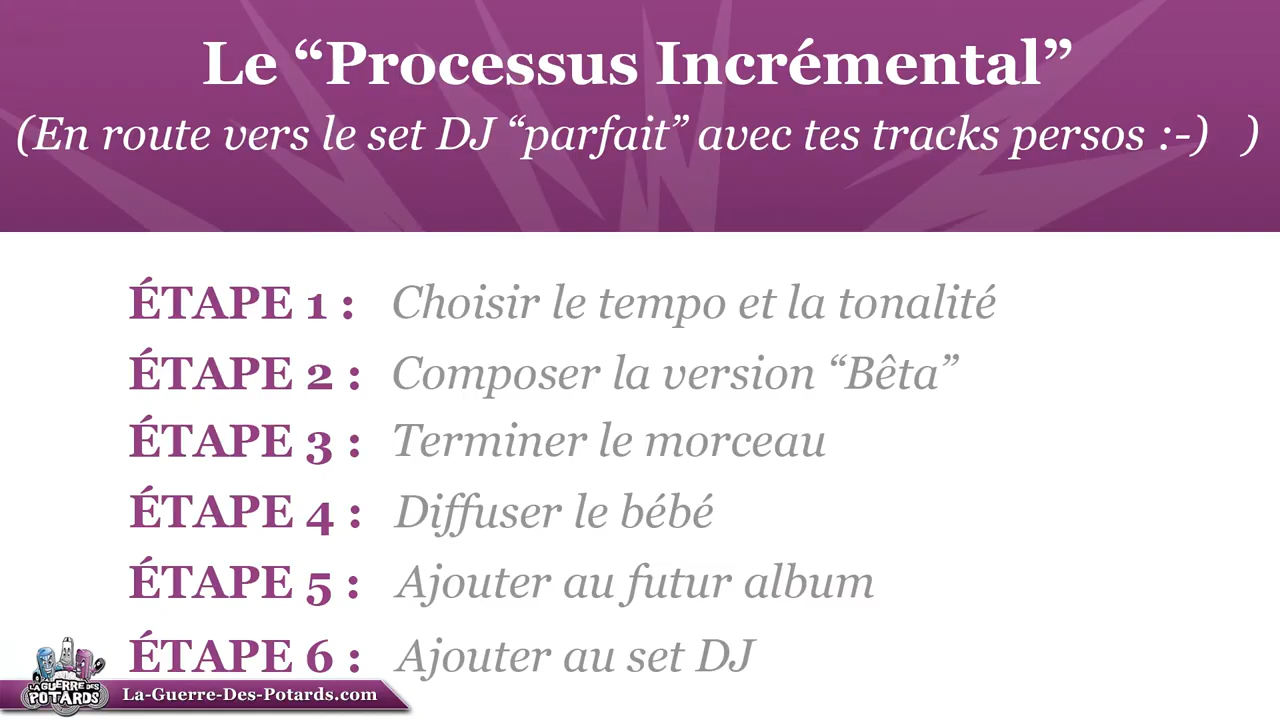 Le “Processus Incrémental”
(En route vers le set DJ “parfait” avec tes tracks persos :-) )
ÉTAPE 1 : Choisir le tempo et la tonalité
ÉTAPE 2 : Composer la version “Bêta”
ÉTAPE 3 : Terminer le morceau
ÉTAPE 4 : Diffuser le bébé
ÉTAPE 5 : Ajouter au futur album
ÉTAPE 6 : Ajouter au set DJ
LA GUERRE DES
POTARDS
La-Guerre-Des-Potards.com